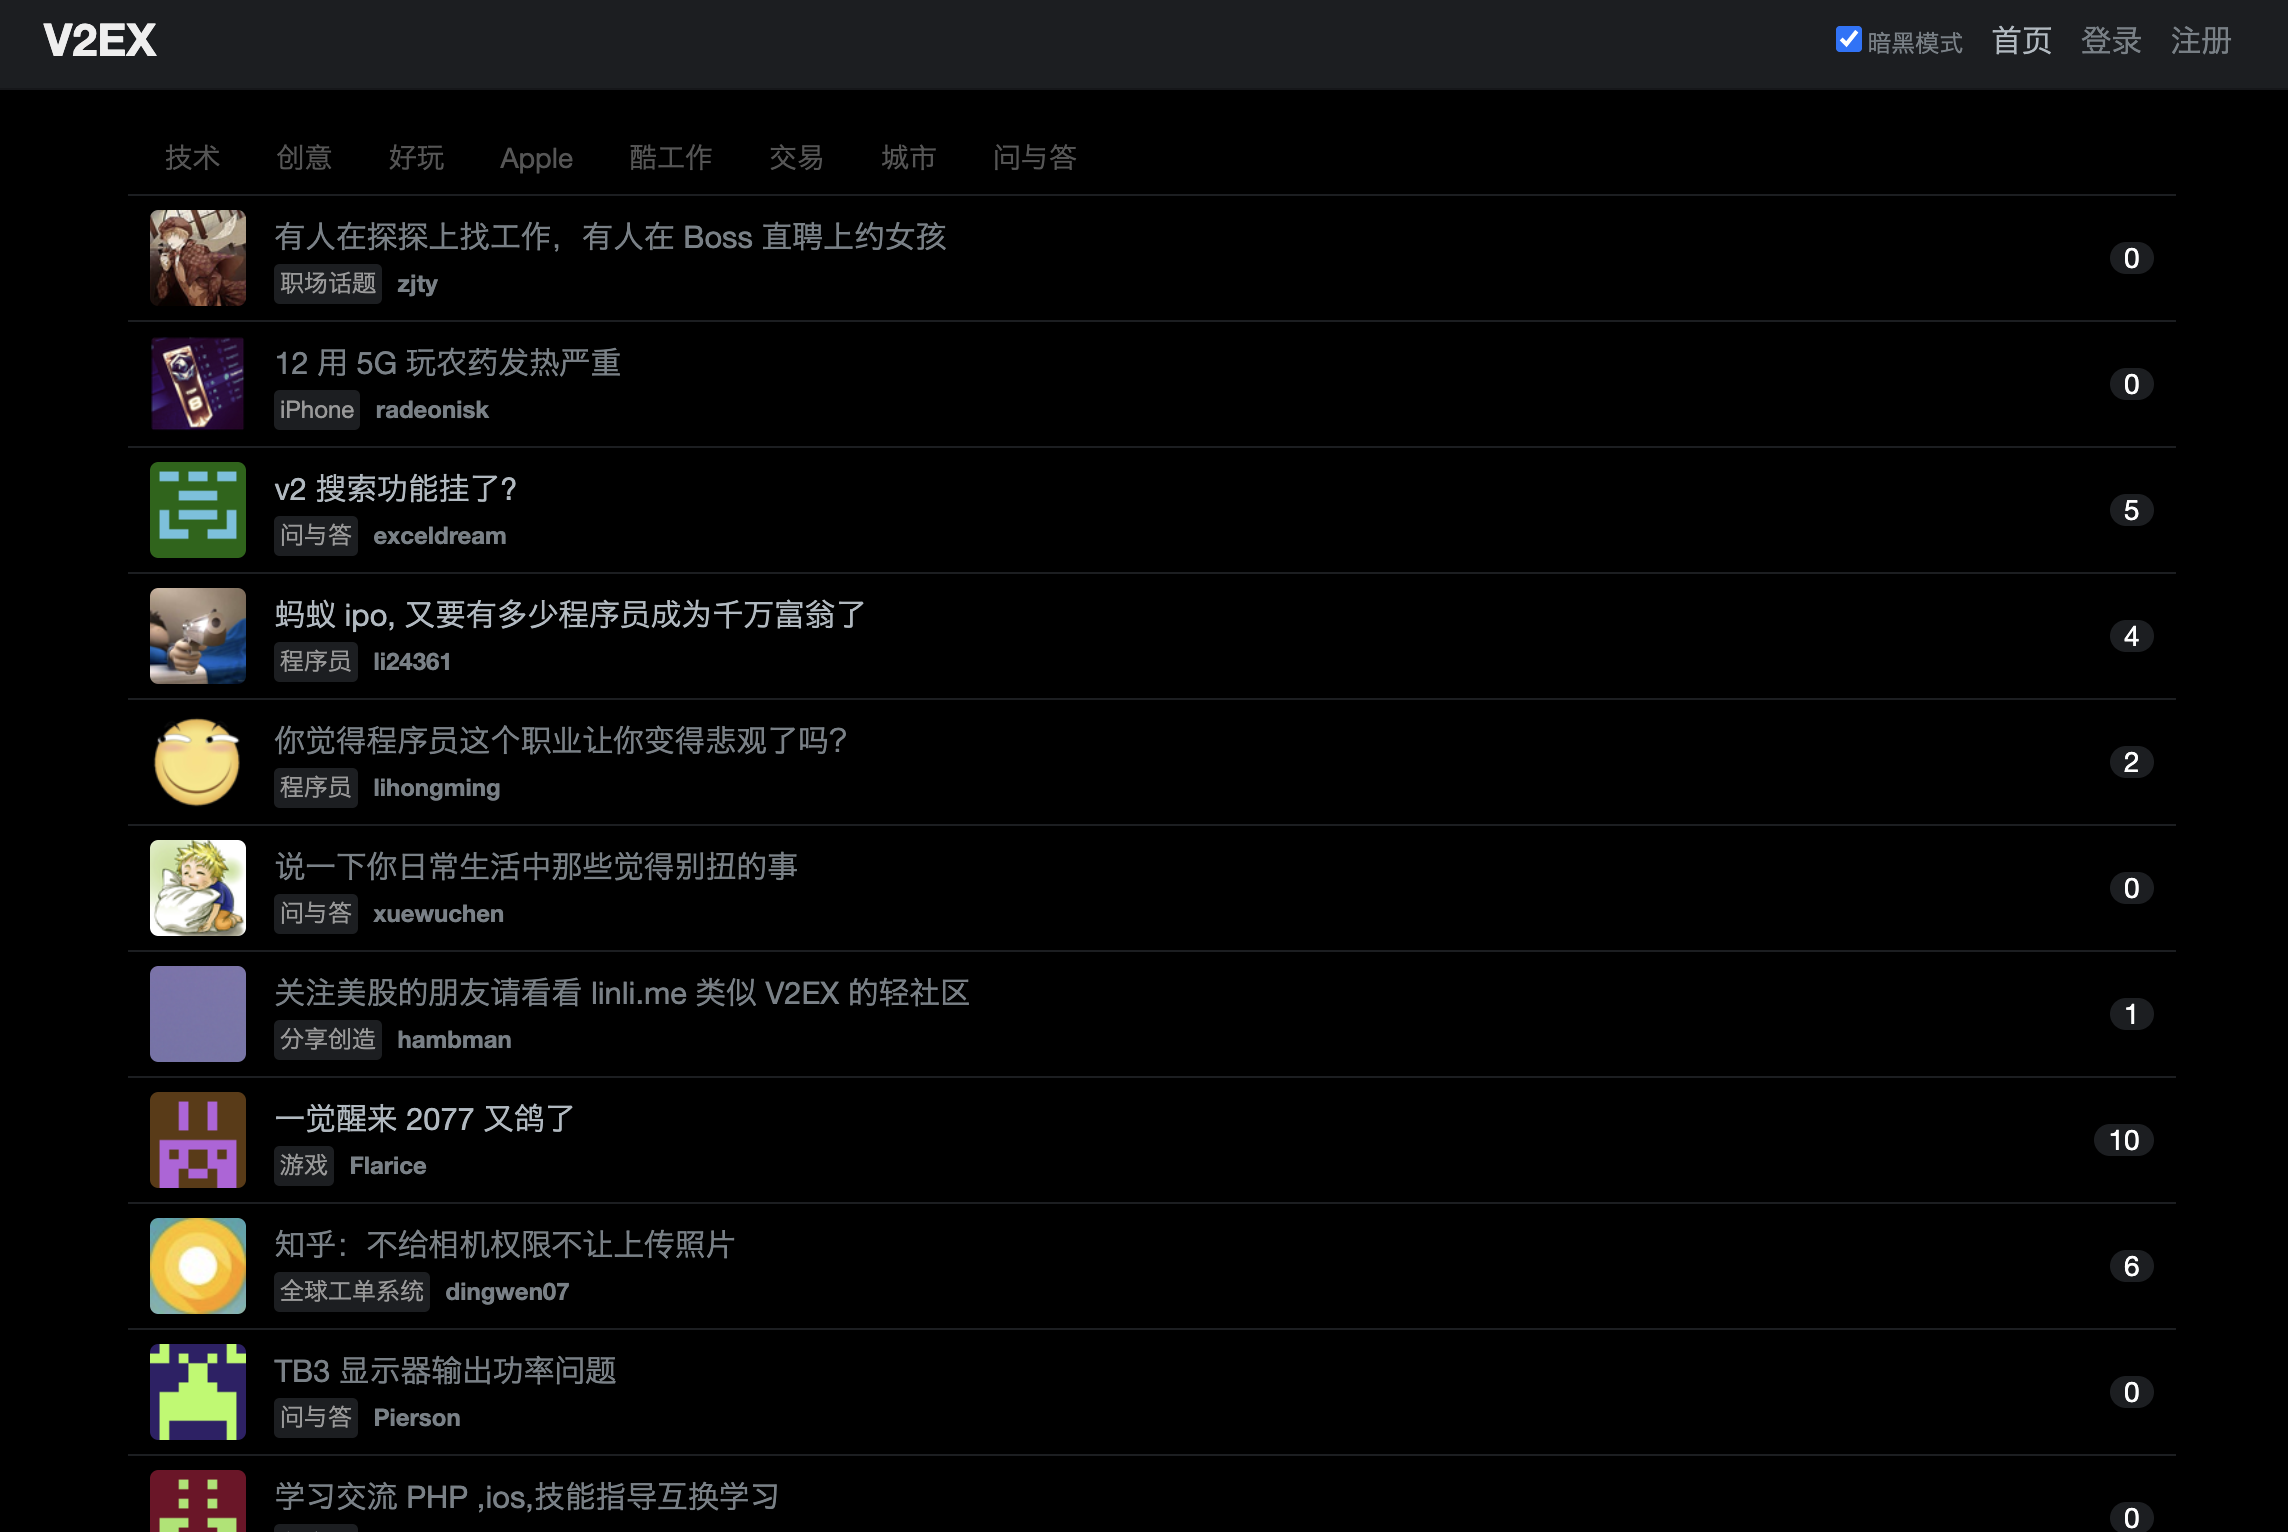 V2EX
暗黑模式 首页 登录 注册
技术 创意 好玩 Apple 酷工作 交易 城市 问与答
有人在探探上找工作，有人在 Boss 直聘上约女孩
职场话题 zjty
0
12 用 5G 玩农药发热严重
iPhone radeonisk
0
v2 搜索功能挂了?
问与答 exceldream
5
蚂蚁 ipo, 又要有多少程序员成为千万富翁了
程序员 li24361
4
你觉得程序员这个职业让你变得悲观了吗?
程序员 lihongming
2
说一下你日常生活中那些觉得别扭的事
问与答 xuewuchen
0
关注美股的朋友请看看 linli.me 类似 V2EX 的轻社区
分享创造 hambman
1
一觉醒来 2077 又鸽了
游戏 Flarice
10
知乎：不给相机权限不让上传照片
全球工单系统 dingwen07
6
TB3 显示器输出功率问题
问与答 Pierson
0
学习交流 PHP ,ios,技能指导互换学习
0